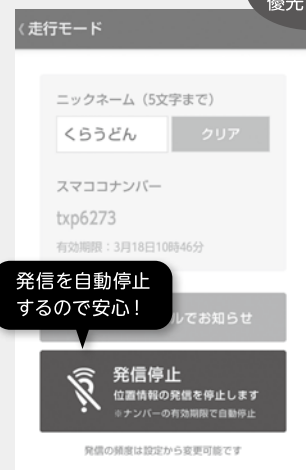 優先
〈走行モード
ニックネーム（5文字まで）
くらうどん
クリア
スマココナンバー
txp6273
有効期限：3月18日10時46分
発信を自動停止
するので安心！
ルでお知らせ
発信停止
位置情報の発信を停止します
※ナンバーの有効期限で自動停止
発信の頻度は設定から変更可能です